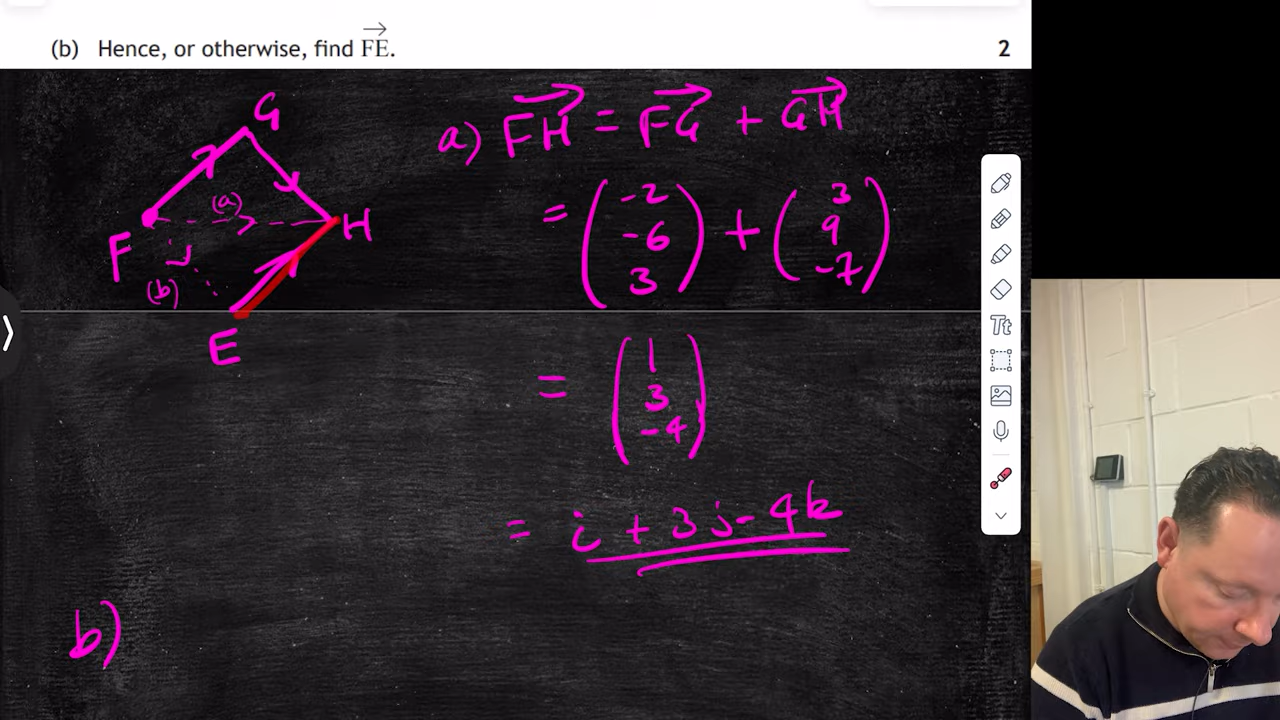 (b) Hence, or otherwise, find FE. 2
G
F
H
E
(a)
(b)
a) FH = FG + GH
= (-2 -6 3) + (3 9 -7)
= (1 3 -4)
= i + 3j - 4k
b)
Tt